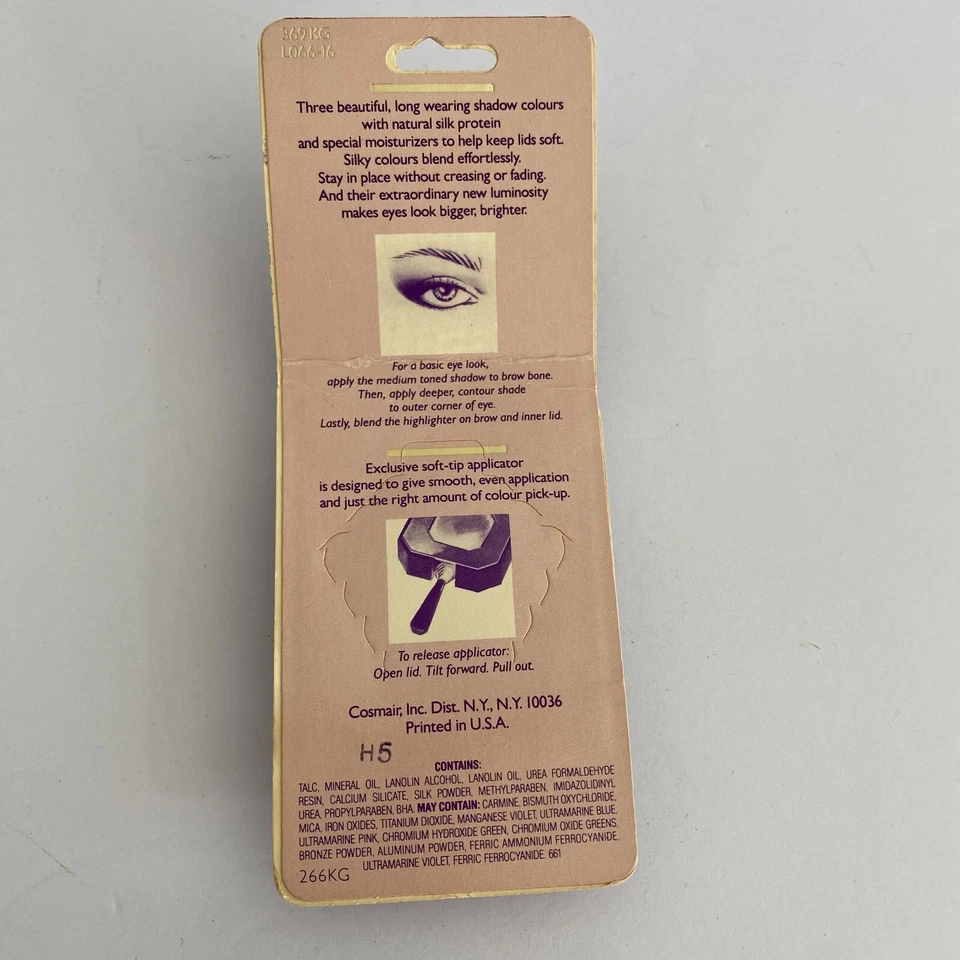 369 KG
L066-16
Three beautiful, long wearing shadow colours
with natural silk protein
and special moisturizers to help keep lids soft.
Silky colours blend effortlessly.
Stay in place without creasing or fading.
And their extraordinary new luminosity
makes eyes look bigger, brighter.
For a basic eye look,
apply the medium toned shadow to brow bone.
Then, apply deeper, contour shade
to outer corner of eye.
Lastly, blend the highlighter on brow and inner lid.
Exclusive soft-tip applicator
is designed to give smooth, even application
and just the right amount of colour pick-up.
To release applicator:
Open lid. Tilt forward. Pull out.
Cosmair, Inc. Dist. N.Y., N.Y. 10036
Printed in U.S.A.
H5
CONTAINS:
TALC, MINERAL OIL, LANOLIN ALCOHOL, LANOLIN OIL, UREA FORMALDEHYDE
RESIN, CALCIUM SILICATE, SILK POWDER, METHYLPARABEN, IMIDAZOLIDINYL
UREA, PROPYLPARABEN, BHA. MAY CONTAIN: CARMINE, BISMUTH OXYCHLORIDE,
MICA, IRON OXIDES, TITANIUM DIOXIDE, MANGANESE VIOLET, ULTRAMARINE BLUE,
ULTRAMARINE PINK, CHROMIUM HYDROXIDE GREEN, CHROMIUM OXIDE GREENS,
BRONZE POWDER, ALUMINUM POWDER, FERRIC AMMONIUM FERROCYANIDE,
ULTRAMARINE VIOLET, FERRIC FERROCYANIDE. 661
266KG